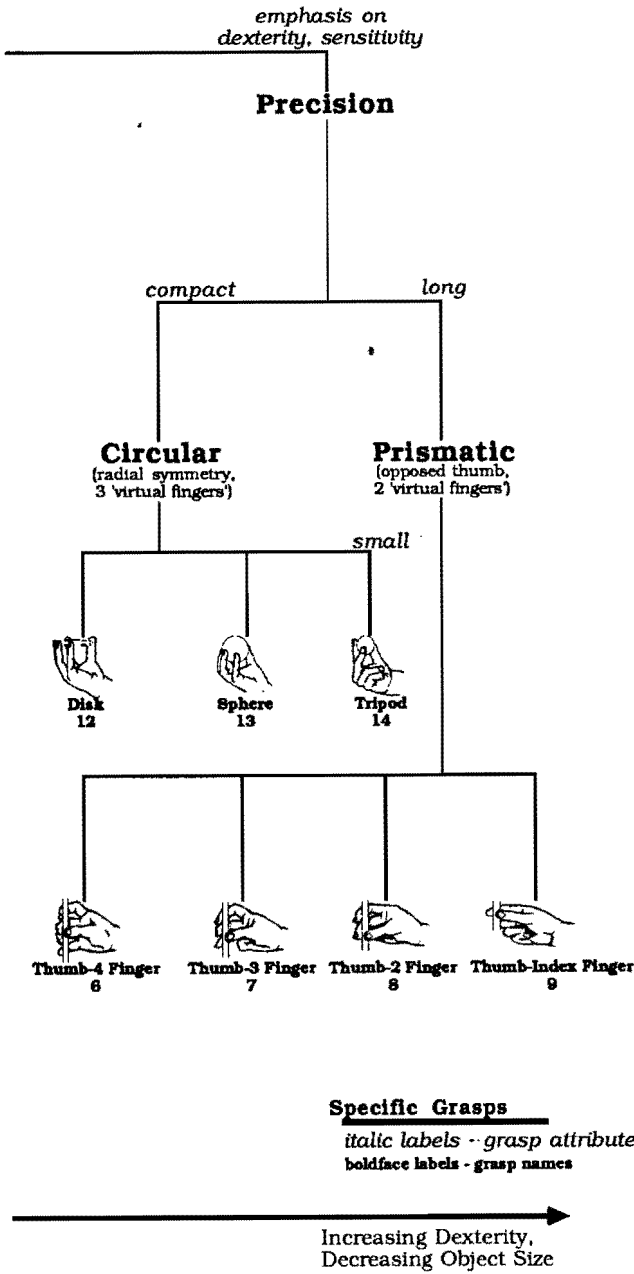 emphasis on
dexterity, sensitivity
Precision
compact
long
Circular
(radial symmetry,
3 'virtual fingers')
Prismatic
(opposed thumb,
2 'virtual fingers')
small
Disk
12
Sphere
13
Tripod
14
Thumb-4 Finger
6
Thumb-3 Finger
7
Thumb-2 Finger
8
Thumb-Index Finger
9
Specific Grasps
italic labels - grasp attribute
boldface labels - grasp names
Increasing Dexterity,
Decreasing Object Size